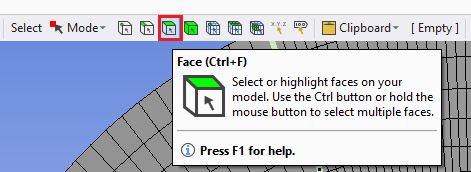 Select Mode X.Y.Z Clipboard [ Empty ]
Face (Ctrl+F)
Select or highlight faces on your
model. Use the Ctrl button or hold the
mouse button to select multiple faces.
Press F1 for help.